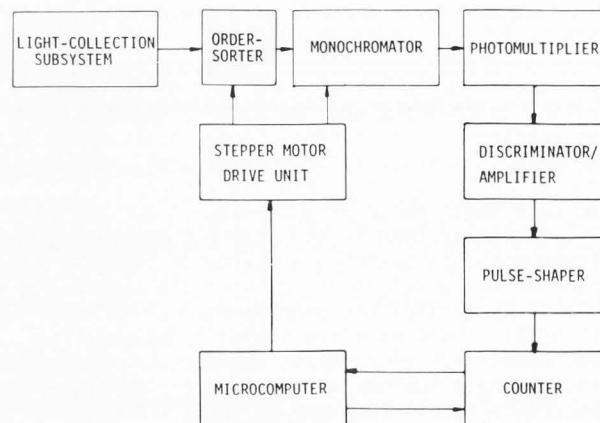 LIGHT-COLLECTION
SUBSYSTEM
ORDER-
SORTER
MONOCHROMATOR
PHOTOMULTIPLIER
STEPPER MOTOR
DRIVE UNIT
DISCRIMINATOR/
AMPLIFIER
PULSE-SHAPER
MICROCOMPUTER
COUNTER